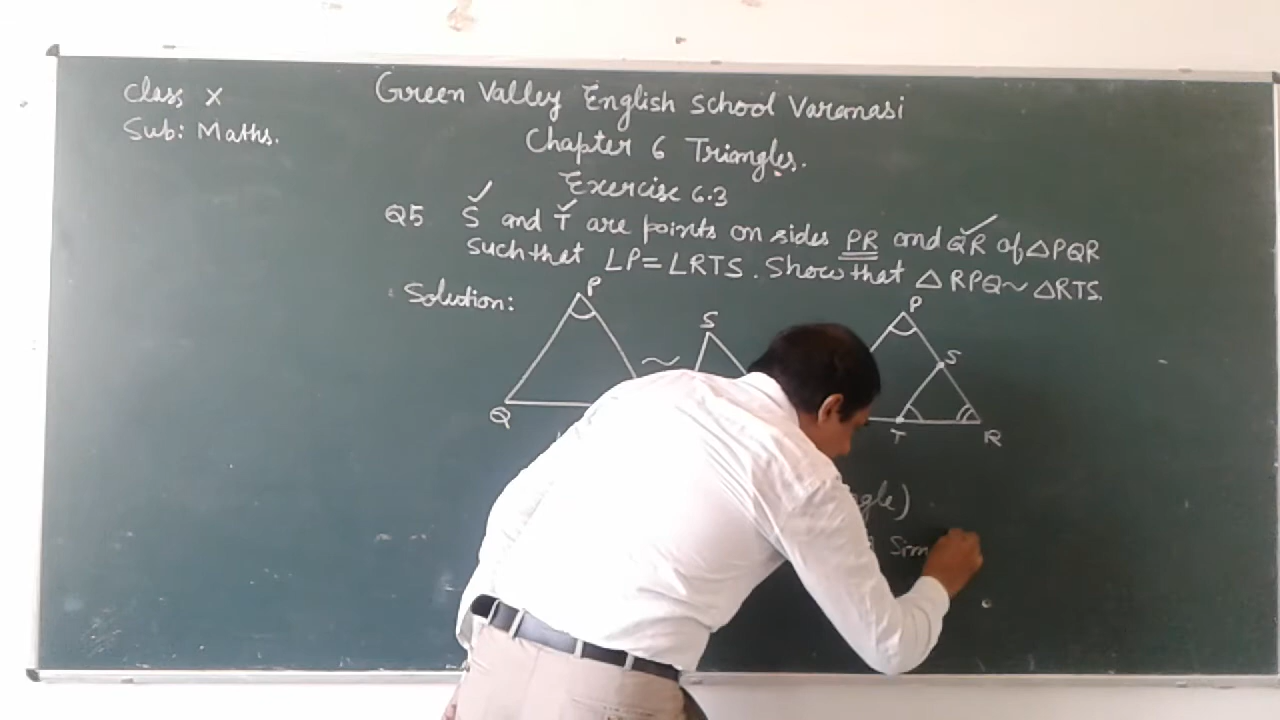 Class X
Sub: Maths.
Green Valley English School Varanasi
Chapter 6 Triangles.
Exercise 6.3
Q5 S and T are points on sides PR and QR of △PQR
such that ∠P = ∠RTS. Show that △RPQ ~ △RTS.
Solution:
P
Q
~
S
P
S
T
R